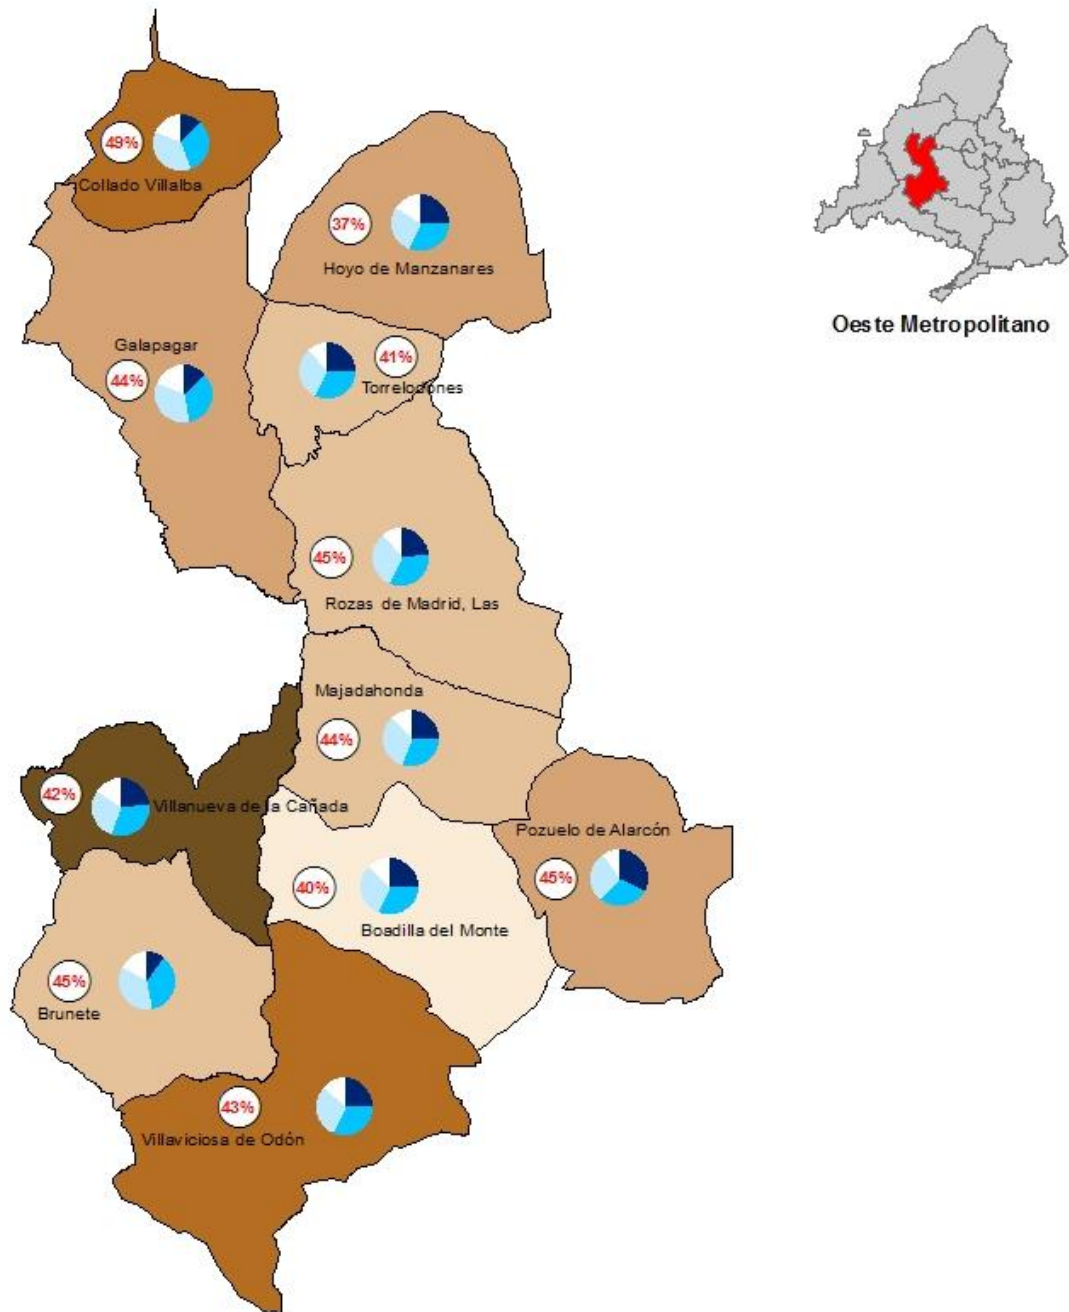 49%
Collado Villalba
37%
Hoyo de Manzanares
Oeste Metropolitano
Galapagar
44%
41%
Torrelodones
45%
Rozas de Madrid, Las
Majadahonda
44%
42%
Villanueva de la Cañada
Pozuelo de Alarcón
45%
40%
Boadilla del Monte
45%
Brunete
43%
Villaviciosa de Odón